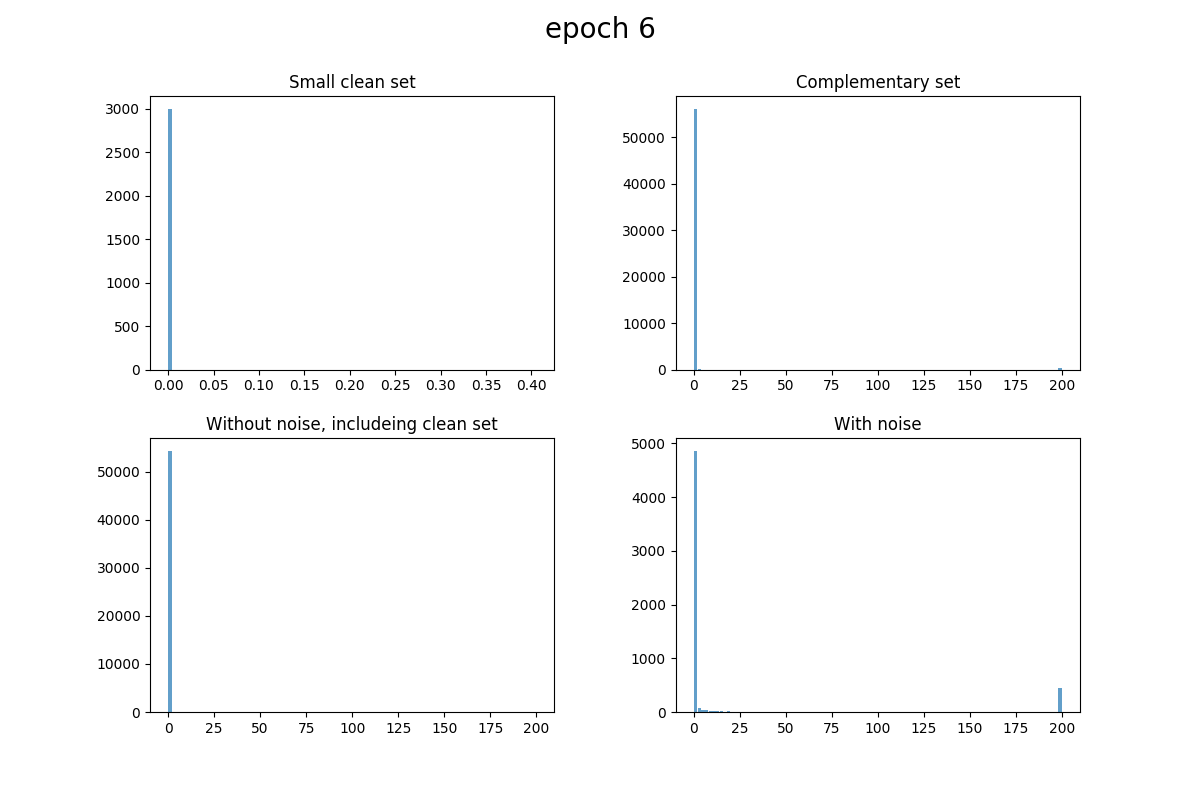 epoch 6
Small clean set
3000
2500
2000
1500
1000
500
0
0.00 0.05 0.10 0.15 0.20 0.25 0.30 0.35 0.40
Complementary set
50000
40000
30000
20000
10000
0
0 25 50 75 100 125 150 175 200
Without noise, includeing clean set
50000
40000
30000
20000
10000
0
0 25 50 75 100 125 150 175 200
With noise
5000
4000
3000
2000
1000
0
0 25 50 75 100 125 150 175 200